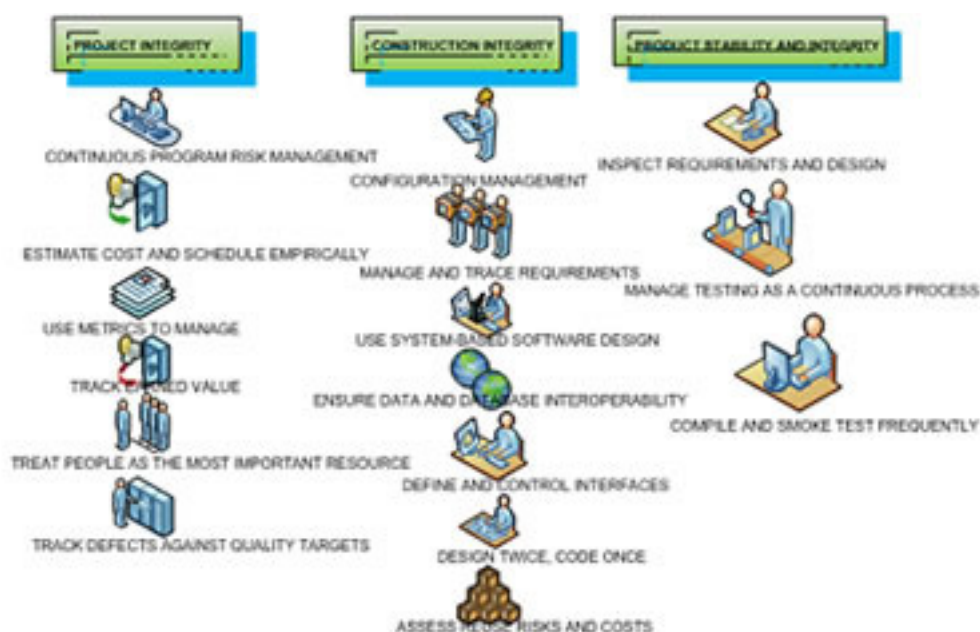 PROJECT INTEGRITY
CONTINUOUS PROGRAM RISK MANAGEMENT
ESTIMATE COST AND SCHEDULE EMPIRICALLY
USE METRICS TO MANAGE
TRACK EARNED VALUE
TREAT PEOPLE AS THE MOST IMPORTANT RESOURCE
TRACK DEFECTS AGAINST QUALITY TARGETS
CONSTRUCTION INTEGRITY
CONFIGURATION MANAGEMENT
MANAGE AND TRACE REQUIREMENTS
USE SYSTEM-BASED SOFTWARE DESIGN
ENSURE DATA AND DATABASE INTEROPERABILITY
DEFINE AND CONTROL INTERFACES
DESIGN TWICE, CODE ONCE
ASSESS REUSE RISKS AND COSTS
PRODUCT STABILITY AND INTEGRITY
INSPECT REQUIREMENTS AND DESIGN
MANAGE TESTING AS A CONTINUOUS PROCESS
COMPILE AND SMOKE TEST FREQUENTLY